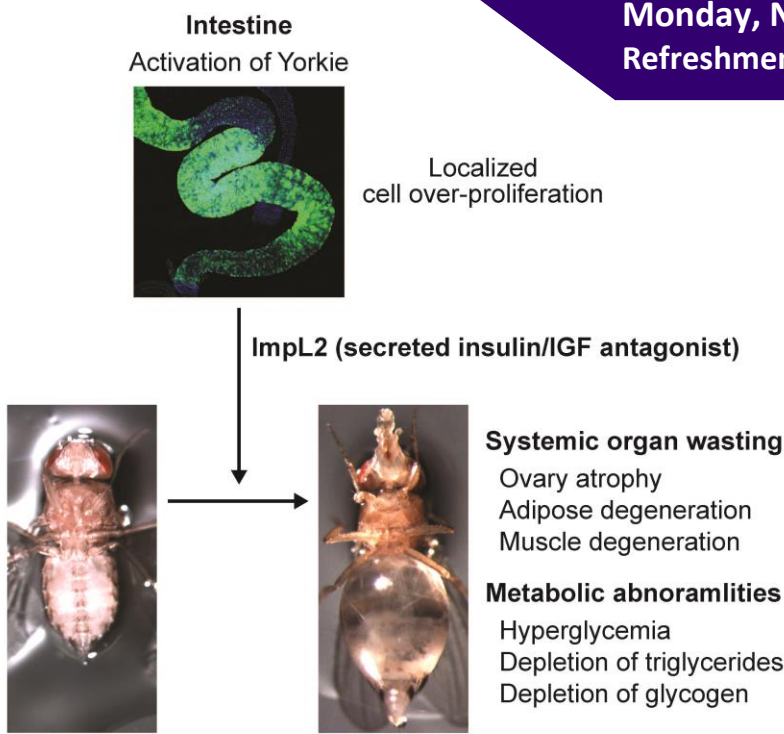 Monday, N
Refreshmen
Intestine
Activation of Yorkie
Localized
cell over-proliferation
ImpL2 (secreted insulin/IGF antagonist)
Systemic organ wasting
Ovary atrophy
Adipose degeneration
Muscle degeneration
Metabolic abnoramlities
Hyperglycemia
Depletion of triglycerides
Depletion of glycogen